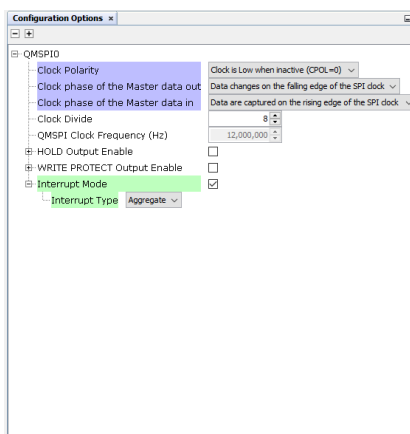 Configuration Options ×
QMSPI0
Clock Polarity Clock is Low when inactive (CPOL=0)
Clock phase of the Master data out Data changes on the falling edge of the SPI clock
Clock phase of the Master data in Data are captured on the rising edge of the SPI clock
Clock Divide 8
QMSPI Clock Frequency (Hz) 12,000,000
HOLD Output Enable
WRITE PROTECT Output Enable
Interrupt Mode
Interrupt Type Aggregate